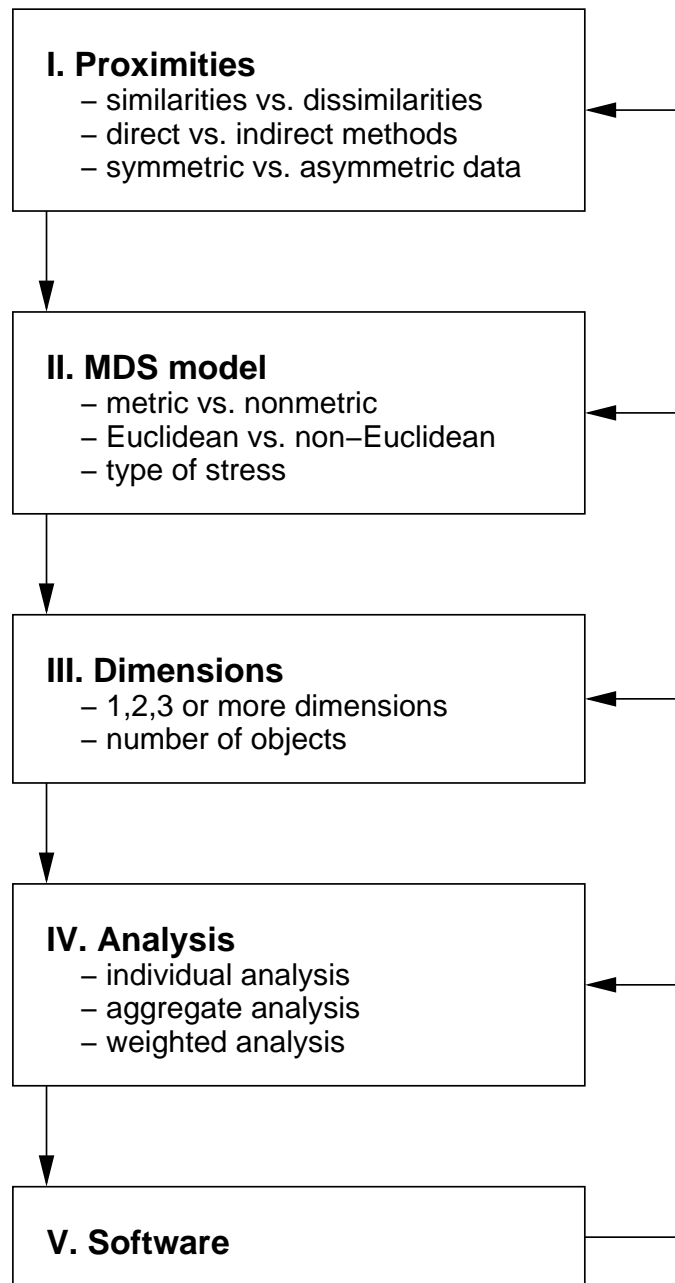 I. Proximities
– similarities vs. dissimilarities
– direct vs. indirect methods
– symmetric vs. asymmetric data
II. MDS model
– metric vs. nonmetric
– Euclidean vs. non−Euclidean
– type of stress
III. Dimensions
– 1,2,3 or more dimensions
– number of objects
IV. Analysis
– individual analysis
– aggregate analysis
– weighted analysis
V. Software